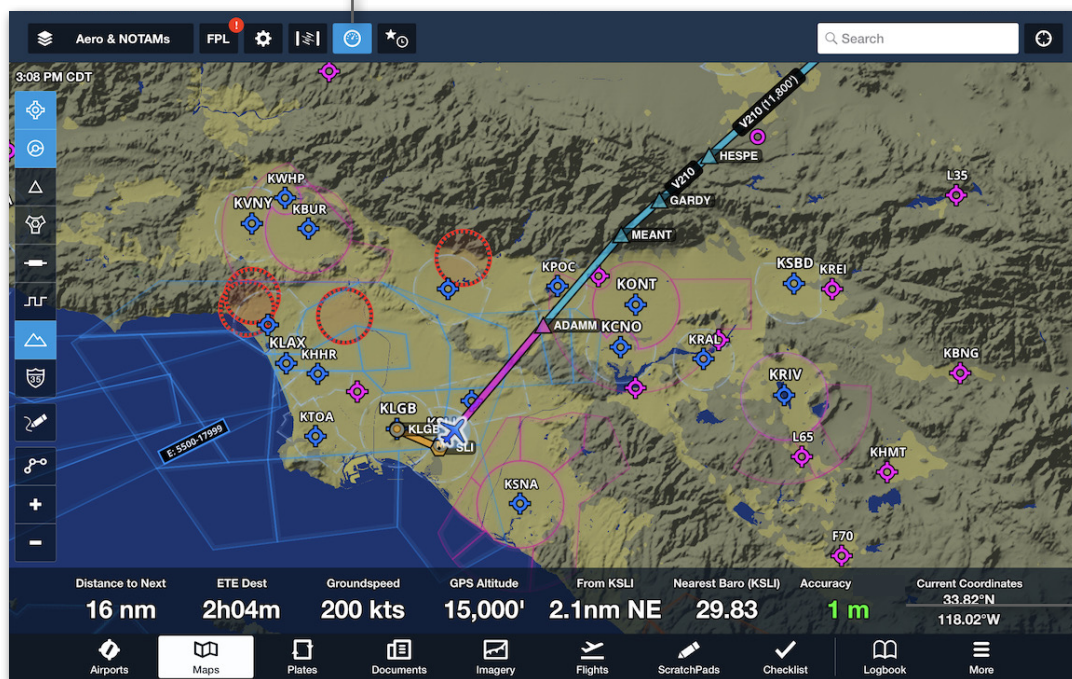 Aero & NOTAMs
FPL
!
Search
3:08 PM CDT
V210 (11,800')
HESPE
V210
GARDY
L35
MEANT
KWHP
KVNY
KBUR
KPOC
KONT
KSBD
KREI
ADAMM
KCNO
KLAX
KHHR
KRAL
KBNG
KRIV
35
KTOA
KLGB
KLGB
SLI
E: 5500-17999
L65
KHMT
KSNA
F70
Distance to Next
16 nm
ETE Dest
2h04m
Groundspeed
200 kts
GPS Altitude
15,000'
From KSLI
2.1nm NE
Nearest Baro (KSLI)
29.83
Accuracy
1 m
Current Coordinates
33.82°N
118.02°W
Airports
Maps
Plates
Documents
Imagery
Flights
ScratchPads
Checklist
Logbook
More